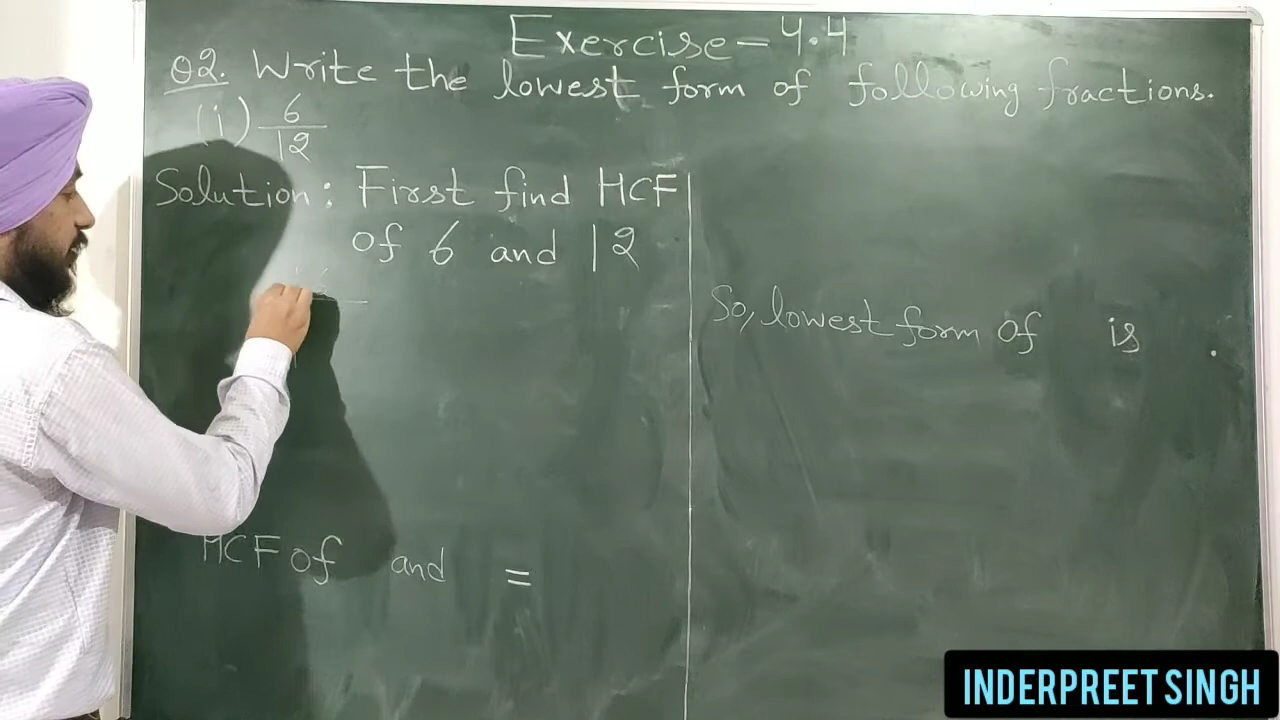 Exercise-4.4
Q2. Write the lowest form of following fractions.
(i) 6/12
Solution: First find HCF
of 6 and 12
HCF of and =
So, lowest form of is .
INDERPREET SINGH